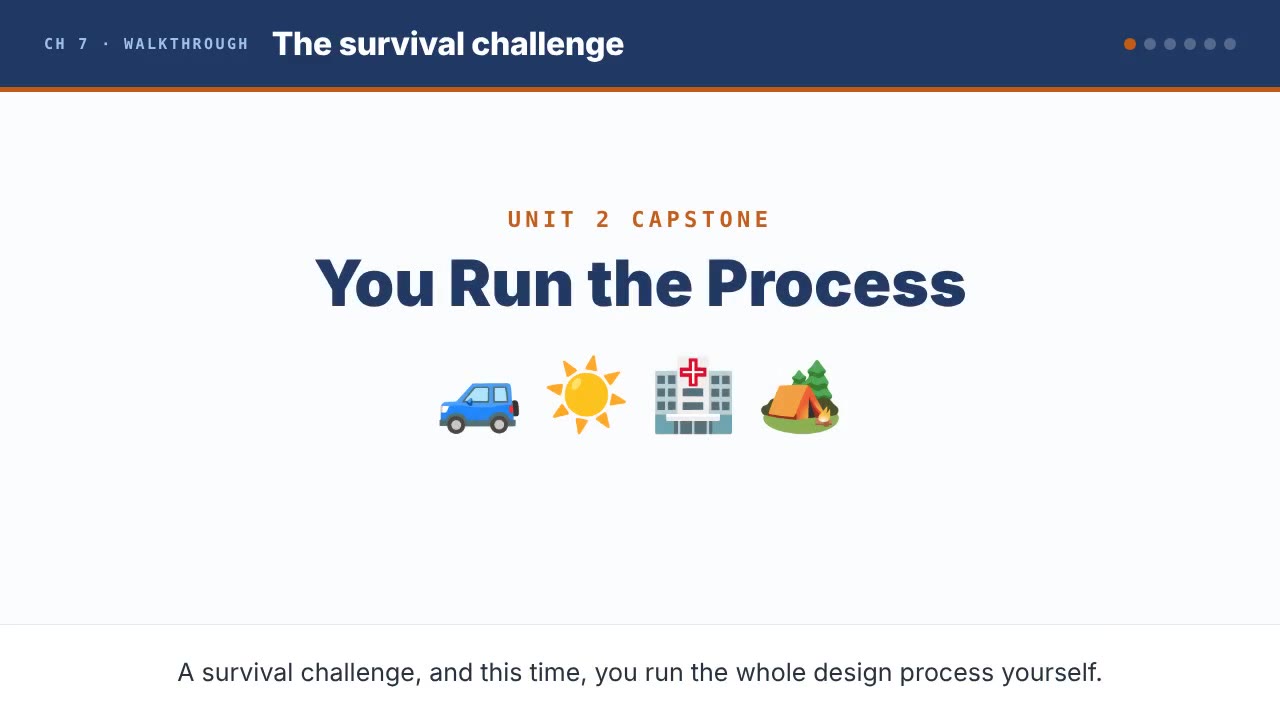 CH 7 · WALKTHROUGH The survival challenge
UNIT 2 CAPSTONE
You Run the Process
A survival challenge, and this time, you run the whole design process yourself.